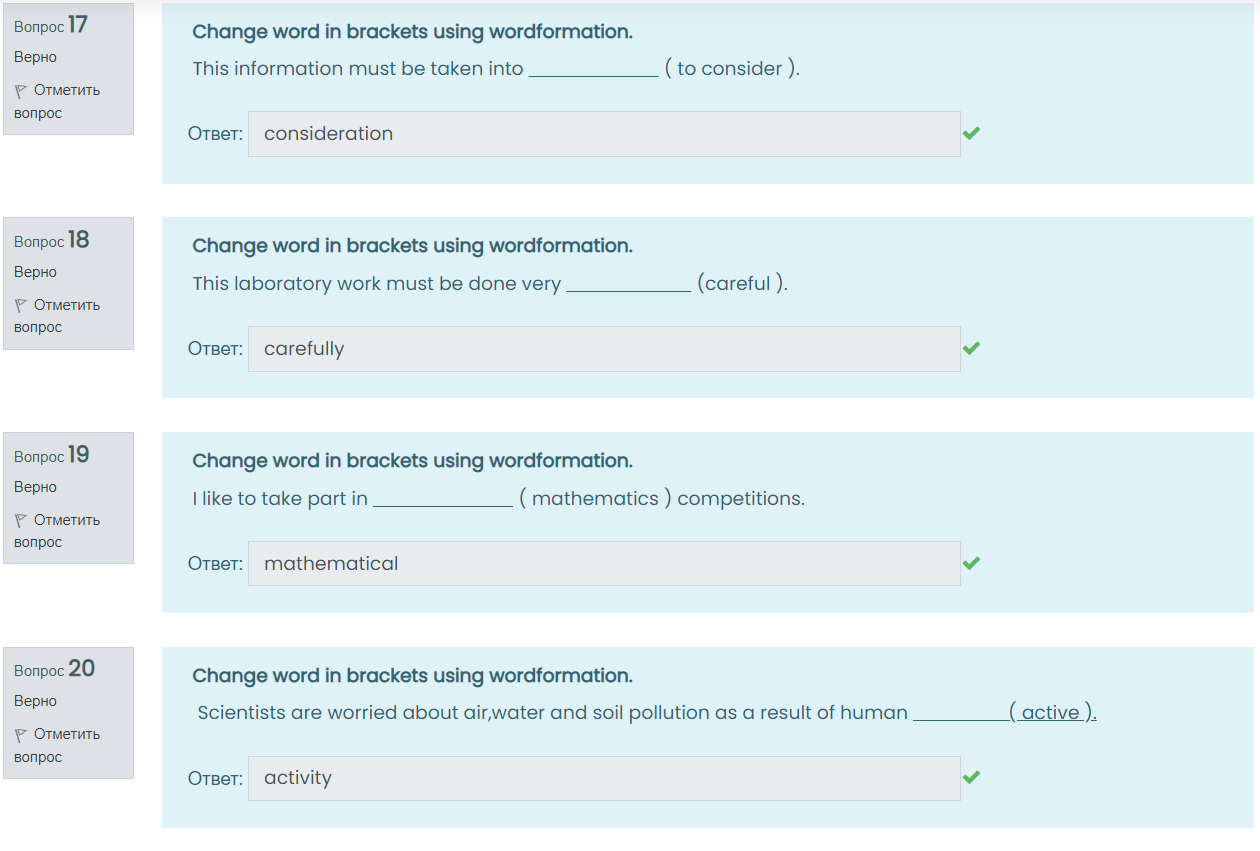 Вопрос 17
Верно
Отметить
вопрос
Change word in brackets using wordformation.
This information must be taken into ____________ ( to consider ).
Ответ: consideration
Вопрос 18
Верно
Отметить
вопрос
Change word in brackets using wordformation.
This laboratory work must be done very ____________ (careful ).
Ответ: carefully
Вопрос 19
Верно
Отметить
вопрос
Change word in brackets using wordformation.
I like to take part in _____________ ( mathematics ) competitions.
Ответ: mathematical
Вопрос 20
Верно
Отметить
вопрос
Change word in brackets using wordformation.
Scientists are worried about air,water and soil pollution as a result of human _________( active ).
Ответ: activity